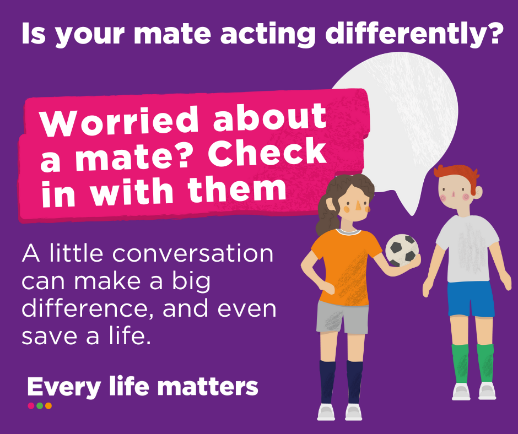 Is your mate acting differently?
Worried about
a mate? Check
in with them
A little conversation
can make a big
difference, and even
save a life.
Every life matters